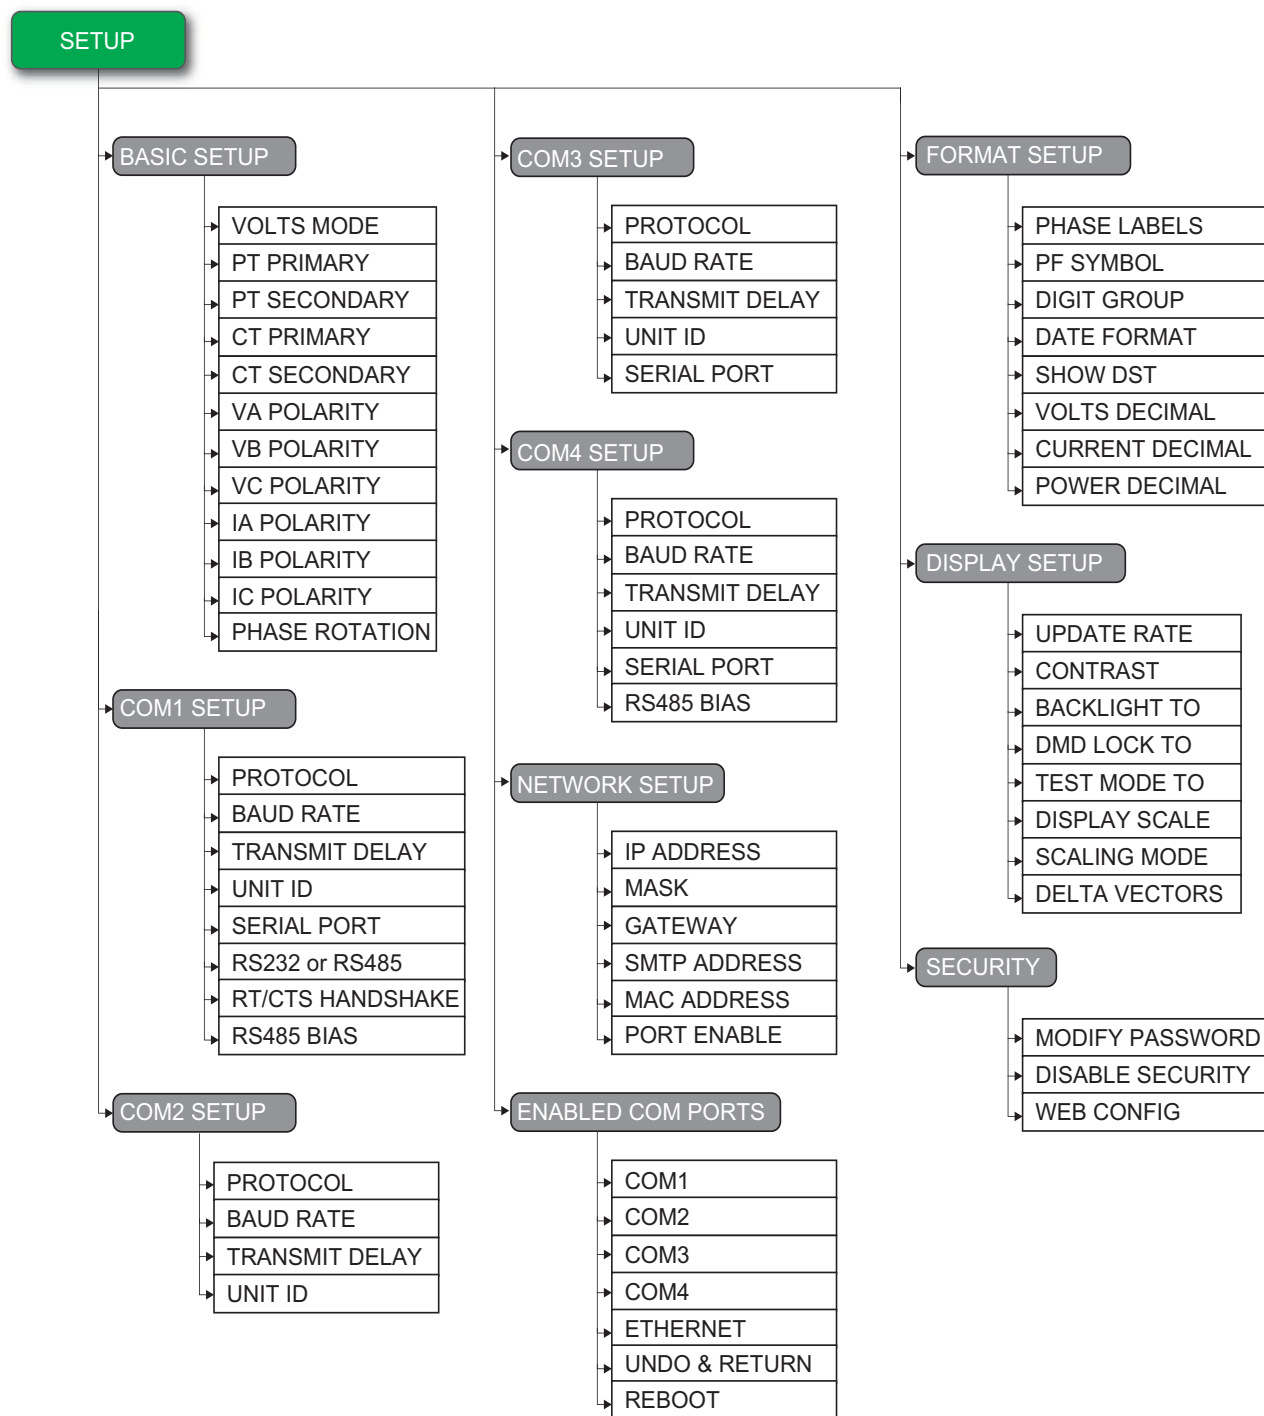 SETUP
BASIC SETUP
VOLTS MODE
PT PRIMARY
PT SECONDARY
CT PRIMARY
CT SECONDARY
VA POLARITY
VB POLARITY
VC POLARITY
IA POLARITY
IB POLARITY
IC POLARITY
PHASE ROTATION
COM1 SETUP
PROTOCOL
BAUD RATE
TRANSMIT DELAY
UNIT ID
SERIAL PORT
RS232 or RS485
RT/CTS HANDSHAKE
RS485 BIAS
COM2 SETUP
PROTOCOL
BAUD RATE
TRANSMIT DELAY
UNIT ID
COM3 SETUP
PROTOCOL
BAUD RATE
TRANSMIT DELAY
UNIT ID
SERIAL PORT
COM4 SETUP
PROTOCOL
BAUD RATE
TRANSMIT DELAY
UNIT ID
SERIAL PORT
RS485 BIAS
NETWORK SETUP
IP ADDRESS
MASK
GATEWAY
SMTP ADDRESS
MAC ADDRESS
PORT ENABLE
ENABLED COM PORTS
COM1
COM2
COM3
COM4
ETHERNET
UNDO & RETURN
REBOOT
FORMAT SETUP
PHASE LABELS
PF SYMBOL
DIGIT GROUP
DATE FORMAT
SHOW DST
VOLTS DECIMAL
CURRENT DECIMAL
POWER DECIMAL
DISPLAY SETUP
UPDATE RATE
CONTRAST
BACKLIGHT TO
DMD LOCK TO
TEST MODE TO
DISPLAY SCALE
SCALING MODE
DELTA VECTORS
SECURITY
MODIFY PASSWORD
DISABLE SECURITY
WEB CONFIG